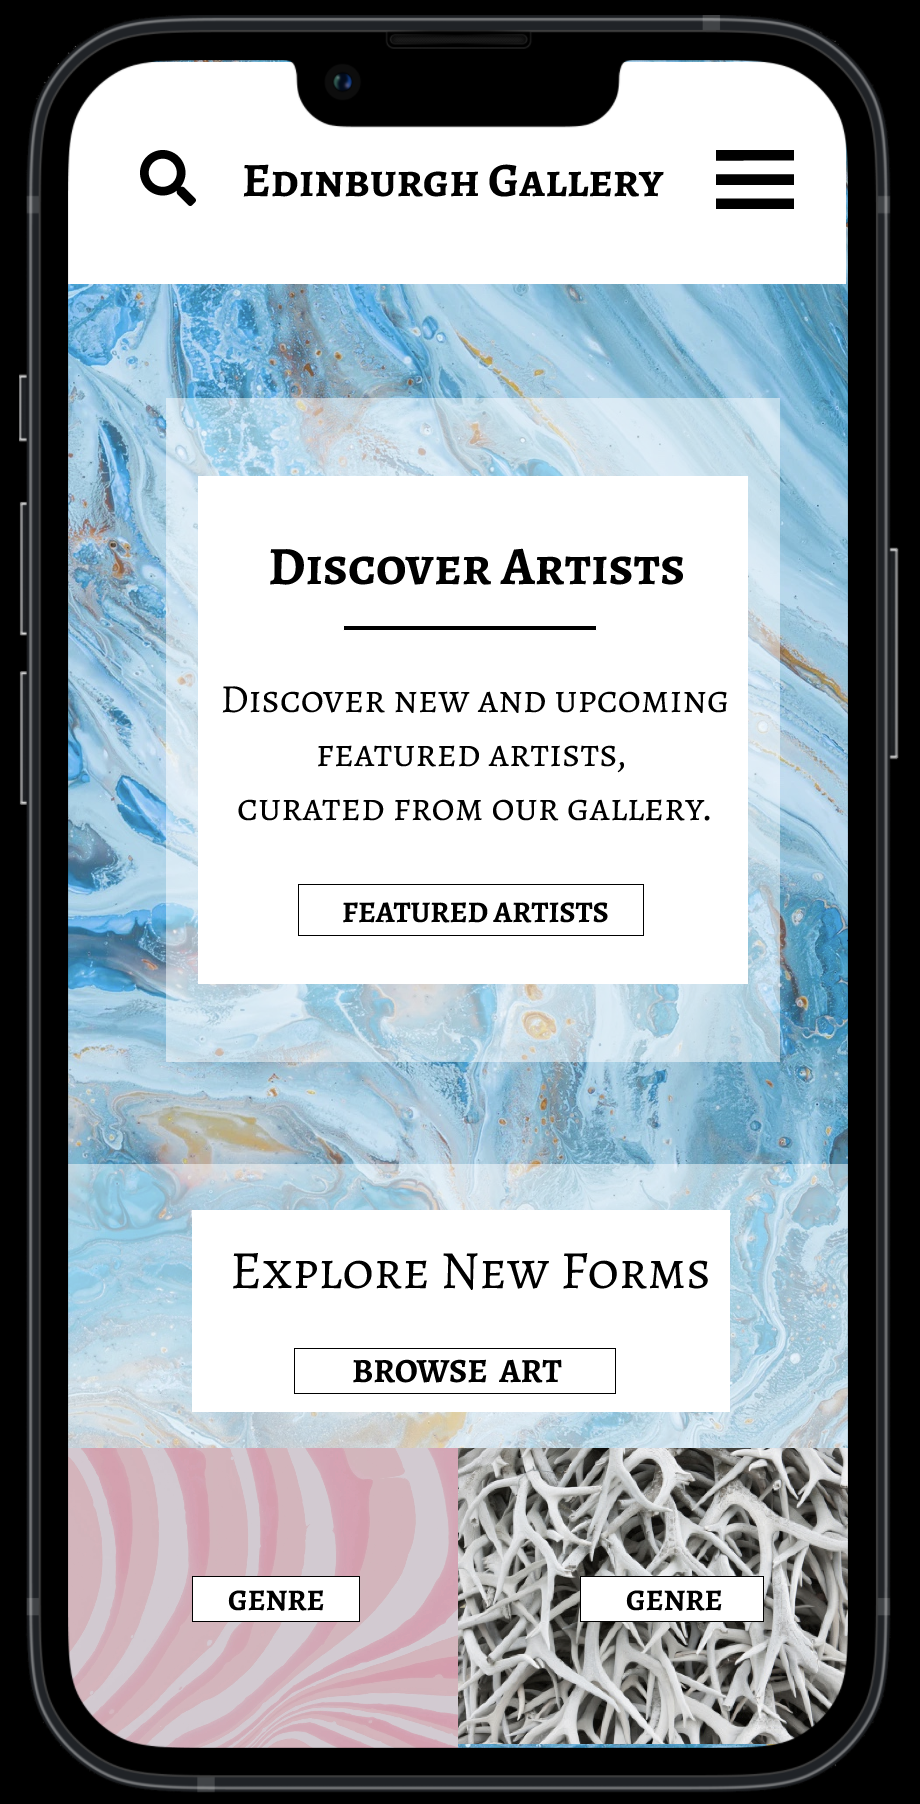 Edinburgh Gallery
Discover Artists
Discover new and upcoming
featured artists,
curated from our gallery.
FEATURED ARTISTS
Explore New Forms
BROWSE ART
GENRE
GENRE